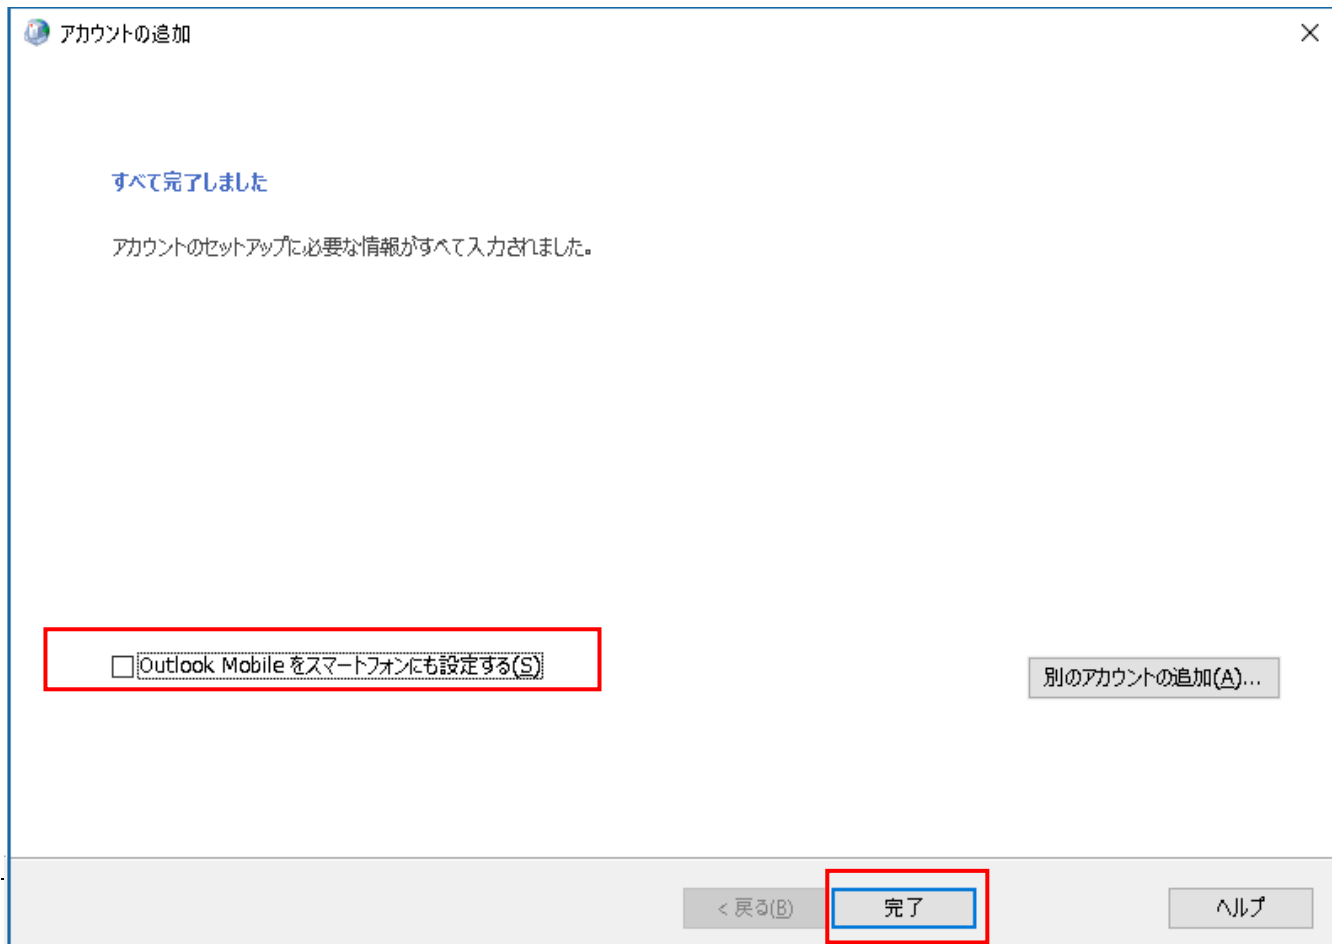 アカウントの追加
すべて完了しました
アカウントのセットアップに必要な情報がすべて入力されました。
Outlook Mobile をスマートフォンにも設定する(S)
別のアカウントの追加(A)...
< 戻る(B)
完了
ヘルプ